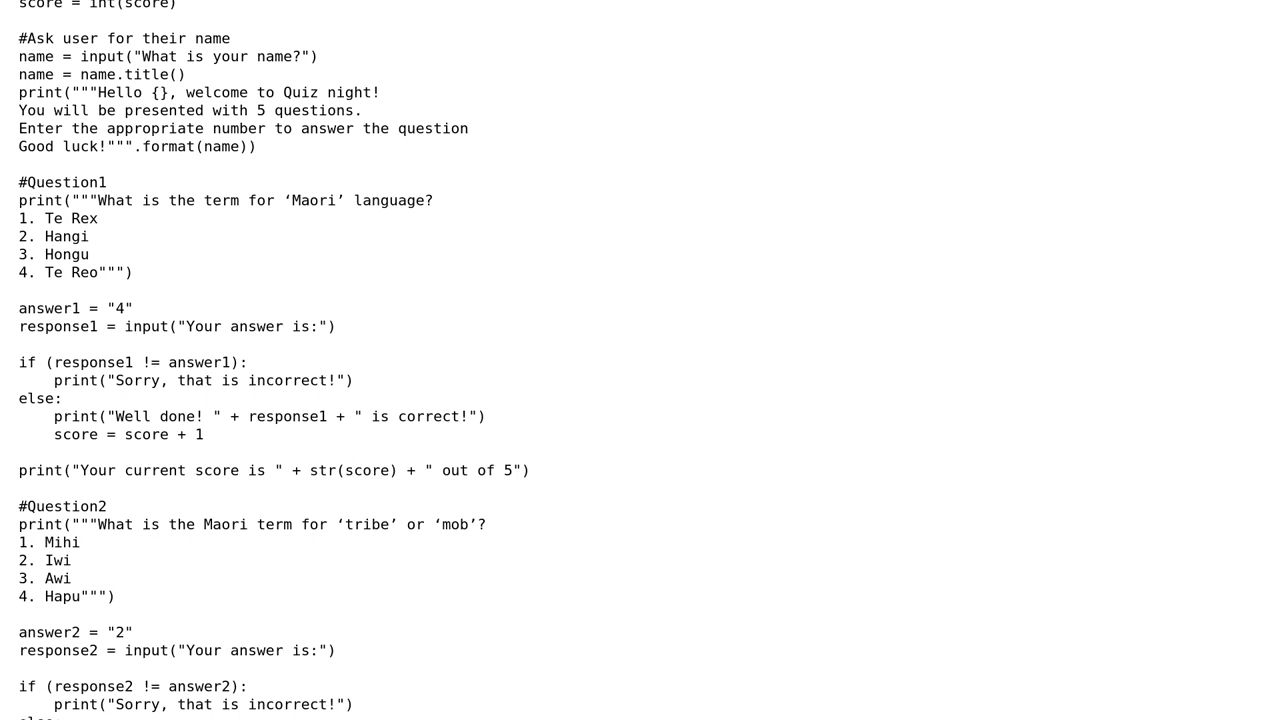 score = int(score)

#Ask user for their name
name = input("What is your name?")
name = name.title()
print("""Hello {}, welcome to Quiz night!
You will be presented with 5 questions.
Enter the appropriate number to answer the question
Good luck!""".format(name))

#Question1
print("""What is the term for ‘Maori’ language?
1. Te Rex
2. Hangi
3. Hongu
4. Te Reo""")

answer1 = "4"
response1 = input("Your answer is:")

if (response1 != answer1):
    print("Sorry, that is incorrect!")
else:
    print("Well done! " + response1 + " is correct!")
    score = score + 1

print("Your current score is " + str(score) + " out of 5")

#Question2
print("""What is the Maori term for ‘tribe’ or ‘mob’?
1. Mihi
2. Iwi
3. Awi
4. Hapu""")

answer2 = "2"
response2 = input("Your answer is:")

if (response2 != answer2):
    print("Sorry, that is incorrect!")
else: